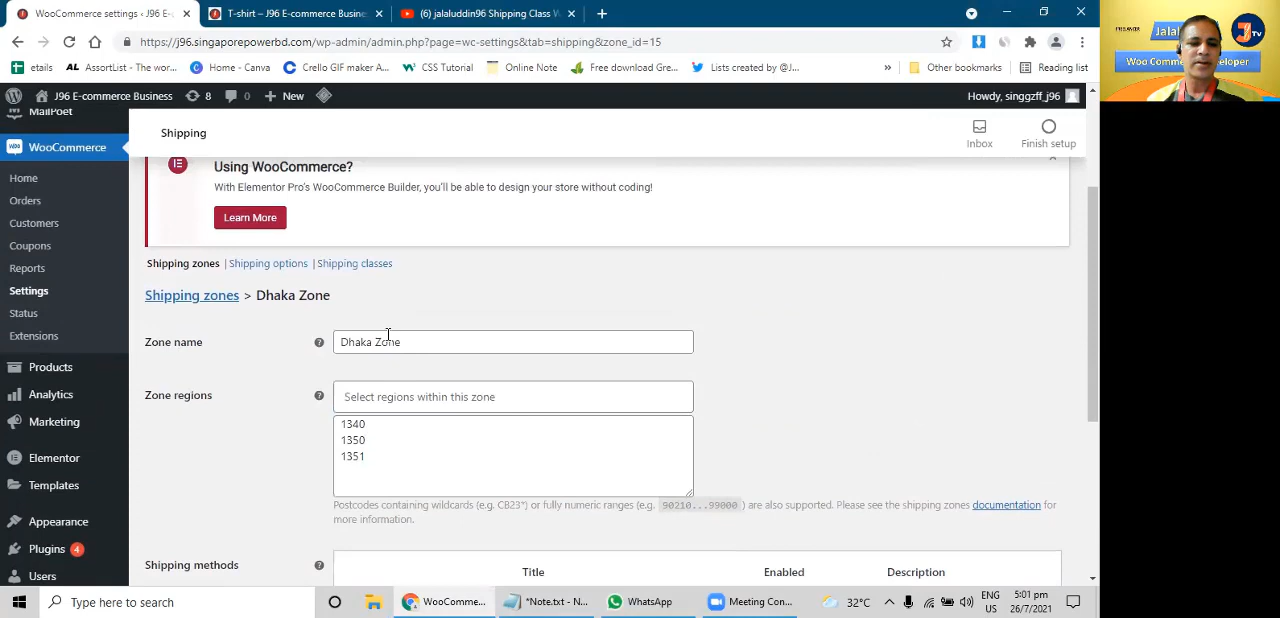 WooCommerce settings ‹ J96 E-c
T-shirt – J96 E-commerce Busine
(6) jalaluddin96 Shipping Class W
https://j96.singaporepowerbd.com/wp-admin/admin.php?page=wc-settings&tab=shipping&zone_id=15
etails
AssortList - The wor...
Home - Canva
Crello GIF maker A...
CSS Tutorial
Online Note
Free download Gre...
Lists created by @J...
»
Other bookmarks
Reading list
J96 E-commerce Business
8
0
+ New
Howdy, singgzff_j96
MailPoet
WooCommerce
Home
Orders
Customers
Coupons
Reports
Settings
Status
Extensions
Products
Analytics
Marketing
Elementor
Templates
Appearance
Plugins 4
Users
Shipping
Inbox
Finish setup
Using WooCommerce?
With Elementor Pro's WooCommerce Builder, you'll be able to design your store without coding!
Learn More
Shipping zones | Shipping options | Shipping classes
Shipping zones > Dhaka Zone
Zone name
Dhaka Zone
Zone regions
Select regions within this zone
1340
1350
1351
Postcodes containing wildcards (e.g. CB23*) or fully numeric ranges (e.g. 90210...99000 ) are also supported. Please see the shipping zones documentation for
more information.
Shipping methods
Title
Enabled
Description
Type here to search
WooComme...
*Note.txt - N...
WhatsApp
Meeting Con...
32°C
ENG
US
5:01 pm
26/7/2021
FREELANCER
Jalal
TV
Woo Comm
eloper